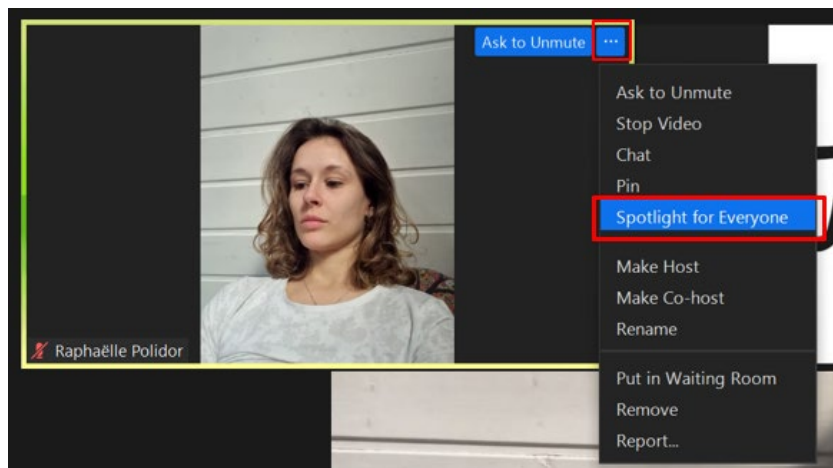 Ask to Unmute ...
Ask to Unmute
Stop Video
Chat
Pin
Spotlight for Everyone
Make Host
Make Co-host
Rename
Raphaëlle Polidor
Put in Waiting Room
Remove
Report...